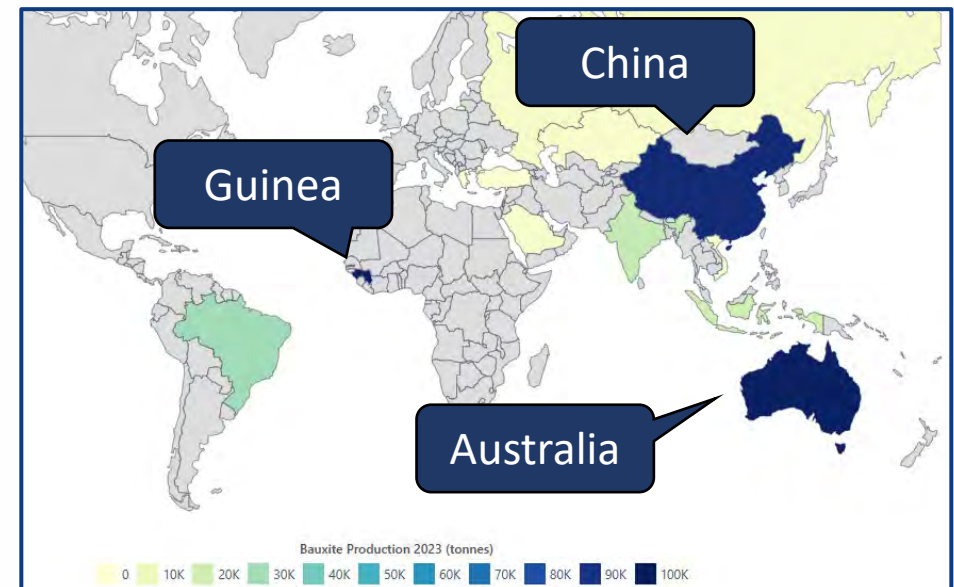 China
Guinea
Australia
Bauxite Production 2023 (tonnes)
0 10K 20K 30K 40K 50K 60K 70K 80K 90K 100K